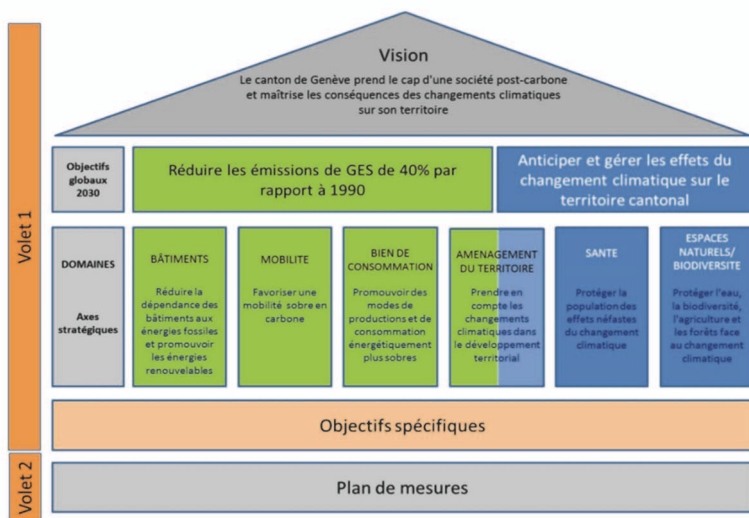 Volet 1
Vision
Le canton de Genève prend le cap d'une société post-carbone
et maîtrise les conséquences des changements climatiques
sur son territoire
Objectifs
globaux
2030
Réduire les émissions de GES de 40% par
rapport à 1990
Anticiper et gérer les effets du
changement climatique sur le
territoire cantonal
DOMAINES
Axes
stratégiques
BÂTIMENTS
Réduire la
dépendance des
bâtiments aux
énergies fossiles
et promouvoir
les énergies
renouvelables
MOBILITE
Favoriser une
mobilité sobre en
carbone
BIEN DE
CONSOMMATION
Promouvoir des
modes de
productions et de
consommation
énergétiquement
plus sobres
AMENAGEMENT
DU TERRITOIRE
Prendre en
compte les
changements
climatiques dans
le développement
territorial
SANTE
Protéger la
population des
effets néfastes du
changement
climatique
ESPACES
NATURELS/
BIODIVERSITE
Protéger l'eau,
la biodiversité,
l'agriculture et
les forêts face
au changement
climatique
Objectifs spécifiques
Volet 2
Plan de mesures